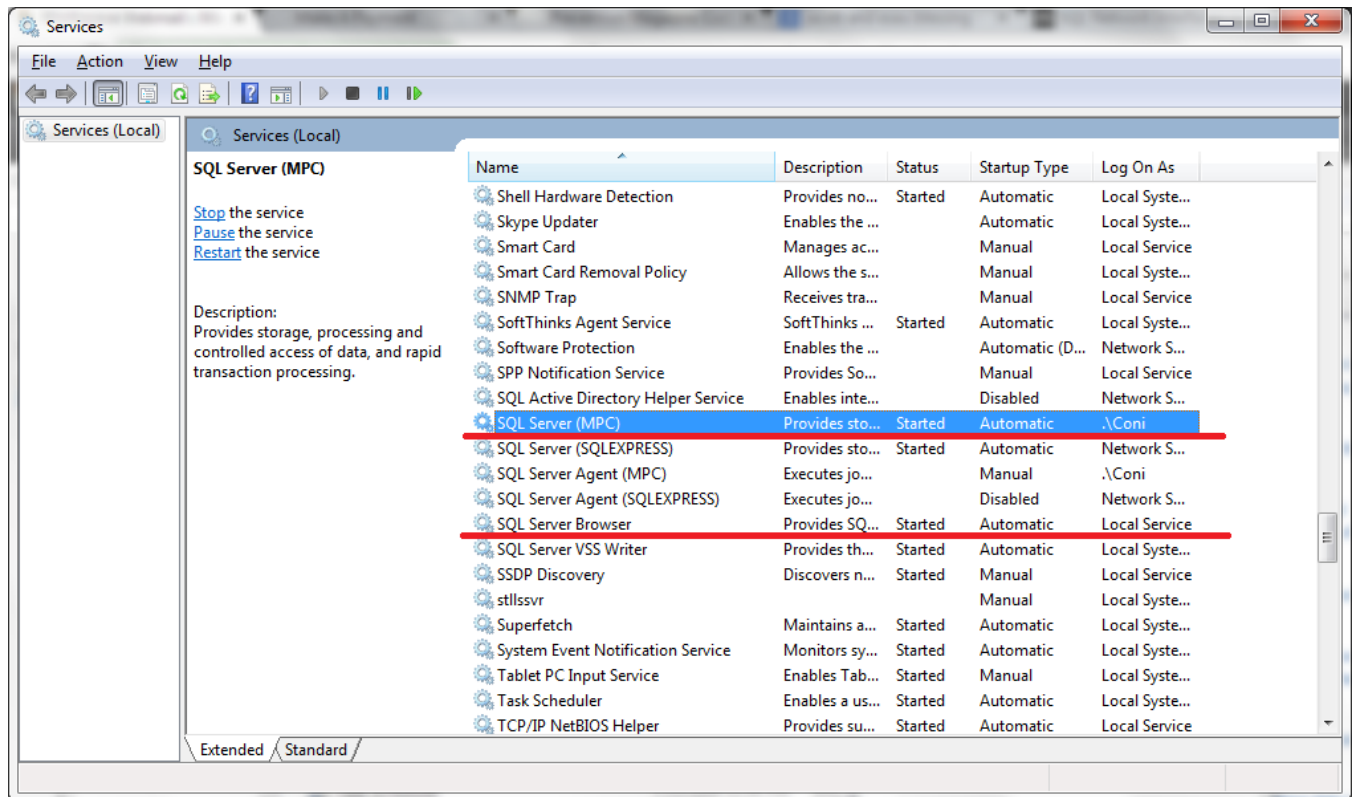 Services
File Action View Help
Services (Local)
Services (Local)
SQL Server (MPC)
Stop the service
Pause the service
Restart the service
Description:
Provides storage, processing and
controlled access of data, and rapid
transaction processing.
Name Description Status Startup Type Log On As
Shell Hardware Detection Provides no... Started Automatic Local Syste...
Skype Updater Enables the ... Automatic Local Syste...
Smart Card Manages ac... Manual Local Service
Smart Card Removal Policy Allows the s... Manual Local Syste...
SNMP Trap Receives tra... Manual Local Service
SoftThinks Agent Service SoftThinks ... Started Automatic Local Syste...
Software Protection Enables the ... Automatic (D... Network S...
SPP Notification Service Provides So... Manual Local Service
SQL Active Directory Helper Service Enables inte... Disabled Network S...
SQL Server (MPC) Provides sto... Started Automatic .\Coni
SQL Server (SQLEXPRESS) Provides sto... Started Automatic Network S...
SQL Server Agent (MPC) Executes jo... Manual .\Coni
SQL Server Agent (SQLEXPRESS) Executes jo... Disabled Network S...
SQL Server Browser Provides SQ... Started Automatic Local Service
SQL Server VSS Writer Provides th... Started Automatic Local Syste...
SSDP Discovery Discovers n... Started Manual Local Service
stllssvr Manual Local Syste...
Superfetch Maintains a... Started Automatic Local Syste...
System Event Notification Service Monitors sy... Started Automatic Local Syste...
Tablet PC Input Service Enables Tab... Started Manual Local Syste...
Task Scheduler Enables a us... Started Automatic Local Syste...
TCP/IP NetBIOS Helper Provides su... Started Automatic Local Service
Extended Standard